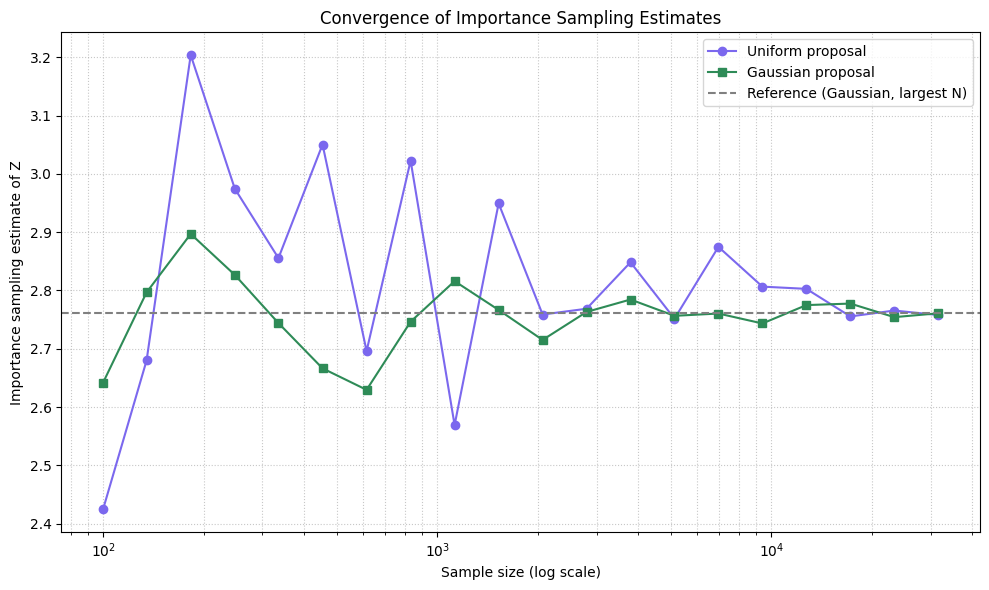 Convergence of Importance Sampling Estimates
Uniform proposal
Gaussian proposal
Reference (Gaussian, largest N)
Importance sampling estimate of Z
3.2
3.1
3.0
2.9
2.8
2.7
2.6
2.5
2.4
10²
10³
10⁴
Sample size (log scale)